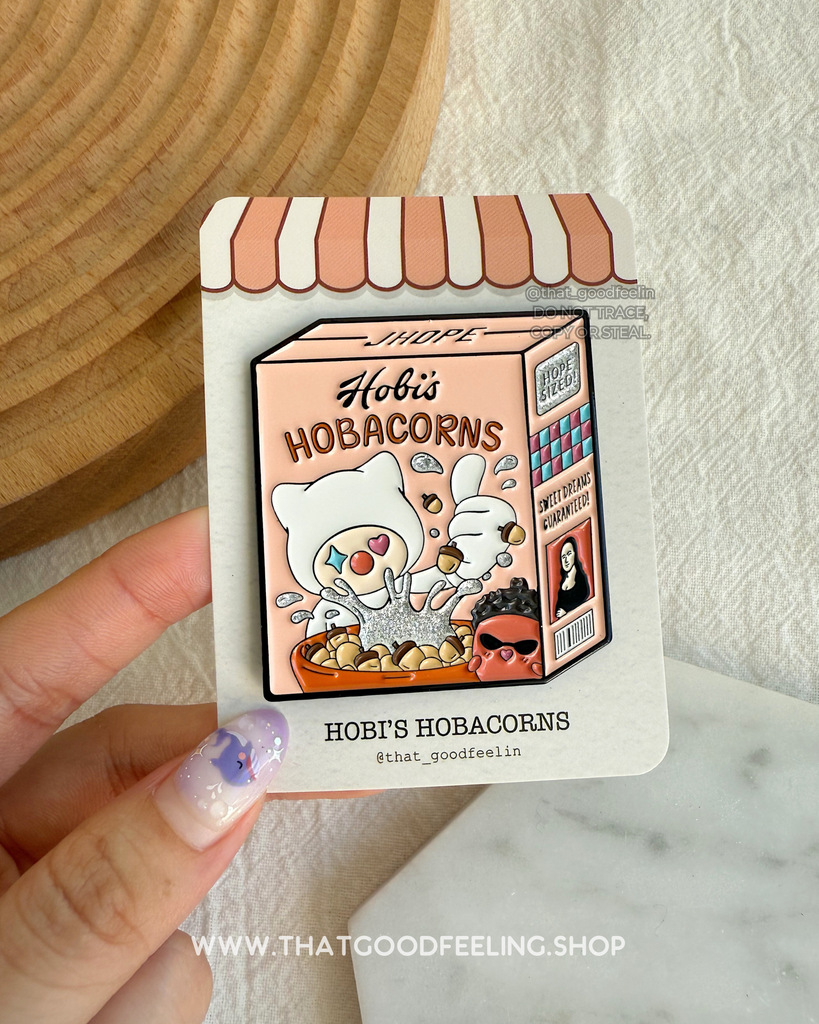 @that_goodfeelin
DO NOT TRACE,
COPY OR STEAL.
JHOPE
Hobi's
HOBACORNS
HOPE
SIZED!
SWEET DREAMS
GUARANTEED!
HOBI'S HOBACORNS
@that_goodfeelin
WWW.THATGOODFEELING.SHOP